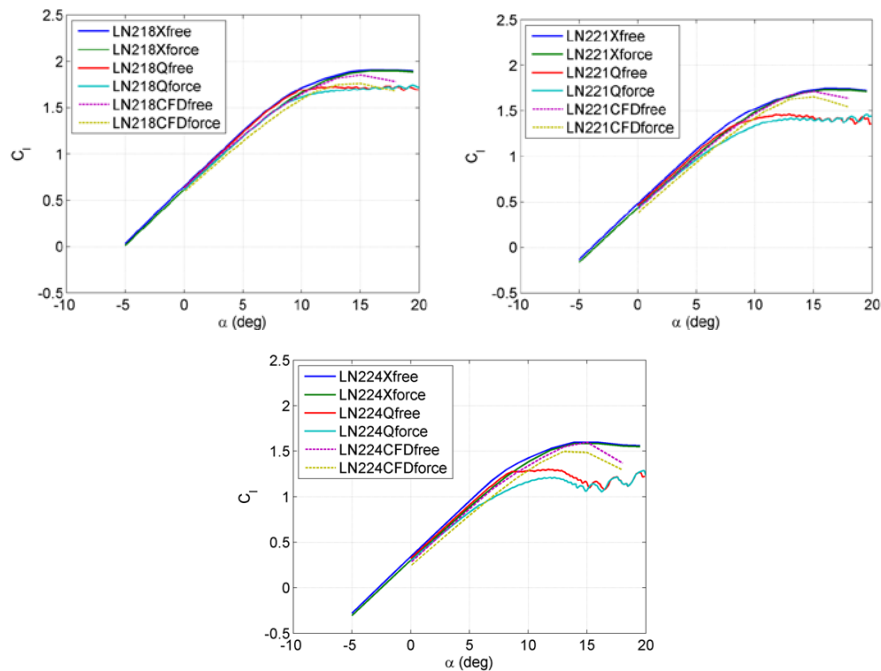 2.5
2
1.5
1
0.5
0
-0.5
C_l
LN218Xfree
LN218Xforce
LN218Qfree
LN218Qforce
LN218CFDfree
LN218CFDforce
-10 -5 0 5 10 15 20
α (deg)
2.5
2
1.5
1
0.5
0
-0.5
C_l
LN221Xfree
LN221Xforce
LN221Qfree
LN221Qforce
LN221CFDfree
LN221CFDforce
-10 -5 0 5 10 15 20
α (deg)
2.5
2
1.5
1
0.5
0
-0.5
C_l
LN224Xfree
LN224Xforce
LN224Qfree
LN224Qforce
LN224CFDfree
LN224CFDforce
-10 -5 0 5 10 15 20
α (deg)